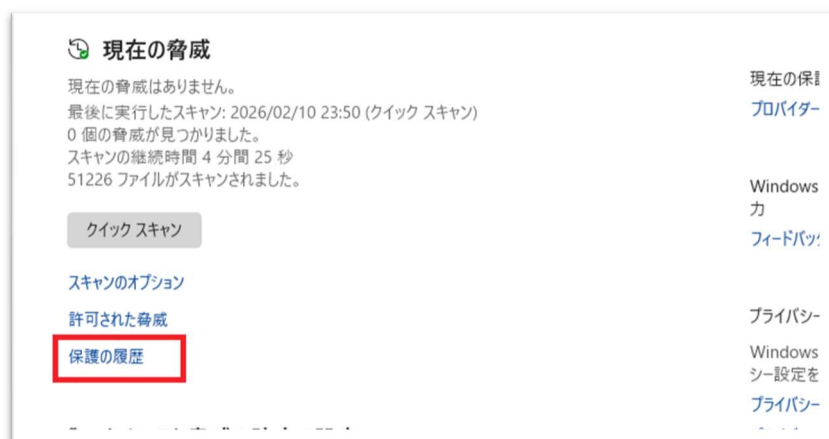 現在の脅威
現在の脅威はありません。
最後に実行したスキャン: 2026/02/10 23:50 (クイック スキャン)
0 個の脅威が見つかりました。
スキャンの継続時間 4 分間 25 秒
51226 ファイルがスキャンされました。
クイック スキャン
スキャンのオプション
許可された脅威
保護の履歴
現在の保
プロバイダー
Windows
力
フィードバッ
プライバシー
Windows
シー設定を
プライバシー